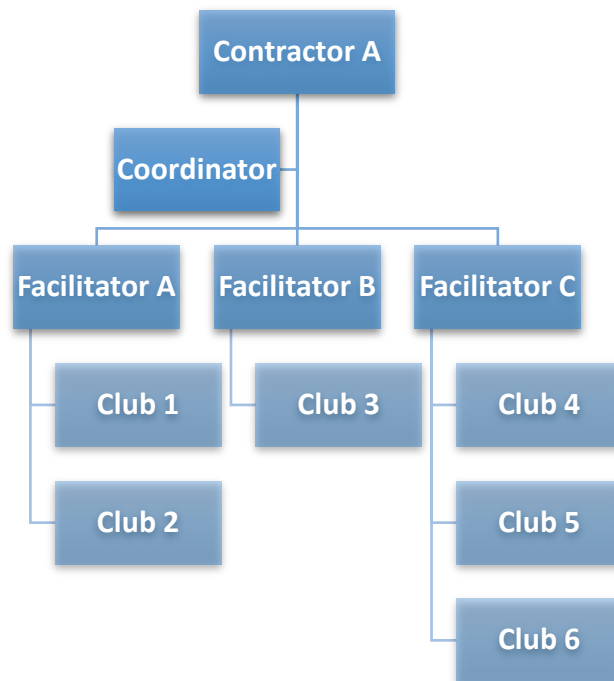 Contractor A
Coordinator
Facilitator A
Facilitator B
Facilitator C
Club 1
Club 3
Club 4
Club 2
Club 5
Club 6